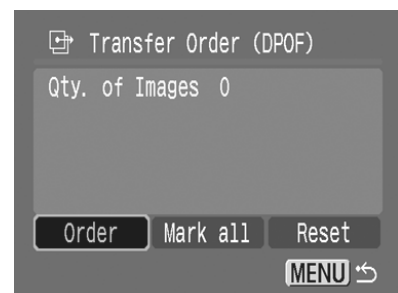 Transfer Order (DPOF)
Qty. of Images 0
Order Mark all Reset
MENU